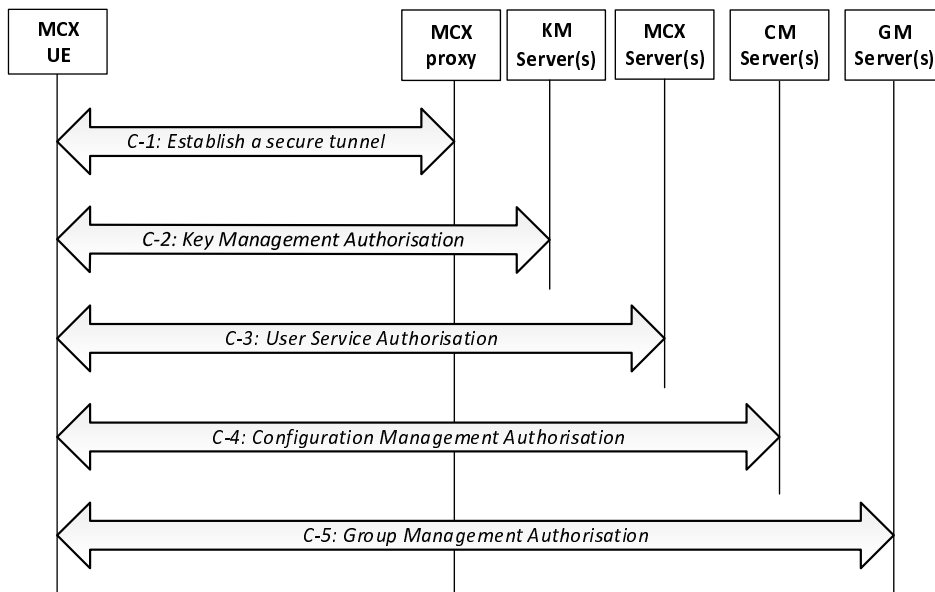 MCX
UE
MCX
proxy
KM
Server(s)
MCX
Server(s)
CM
Server(s)
GM
Server(s)
C-1: Establish a secure tunnel
C-2: Key Management Authorisation
C-3: User Service Authorisation
C-4: Configuration Management Authorisation
C-5: Group Management Authorisation